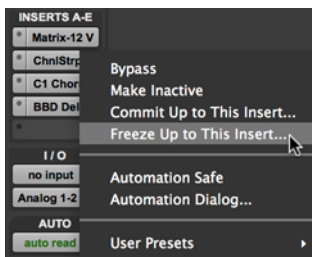 INSERTS A-E
Matrix-12 V
ChnlStrp
C1 Chor
BBD Del
Bypass
Make Inactive
Commit Up to This Insert...
Freeze Up to This Insert...
Automation Safe
Automation Dialog...
User Presets
I / O
no input
Analog 1-2
AUTO
auto read